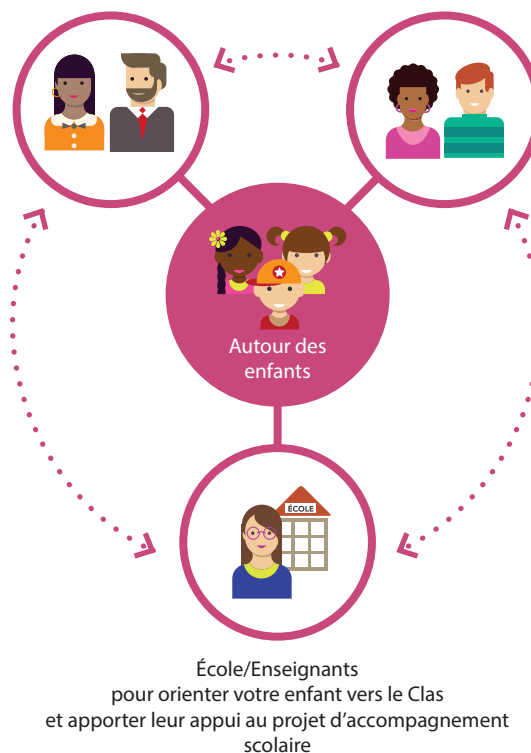 Autour des
enfants
ÉCOLE
École/Enseignants
pour orienter votre enfant vers le Clas
et apporter leur appui au projet d’accompagnement
scolaire